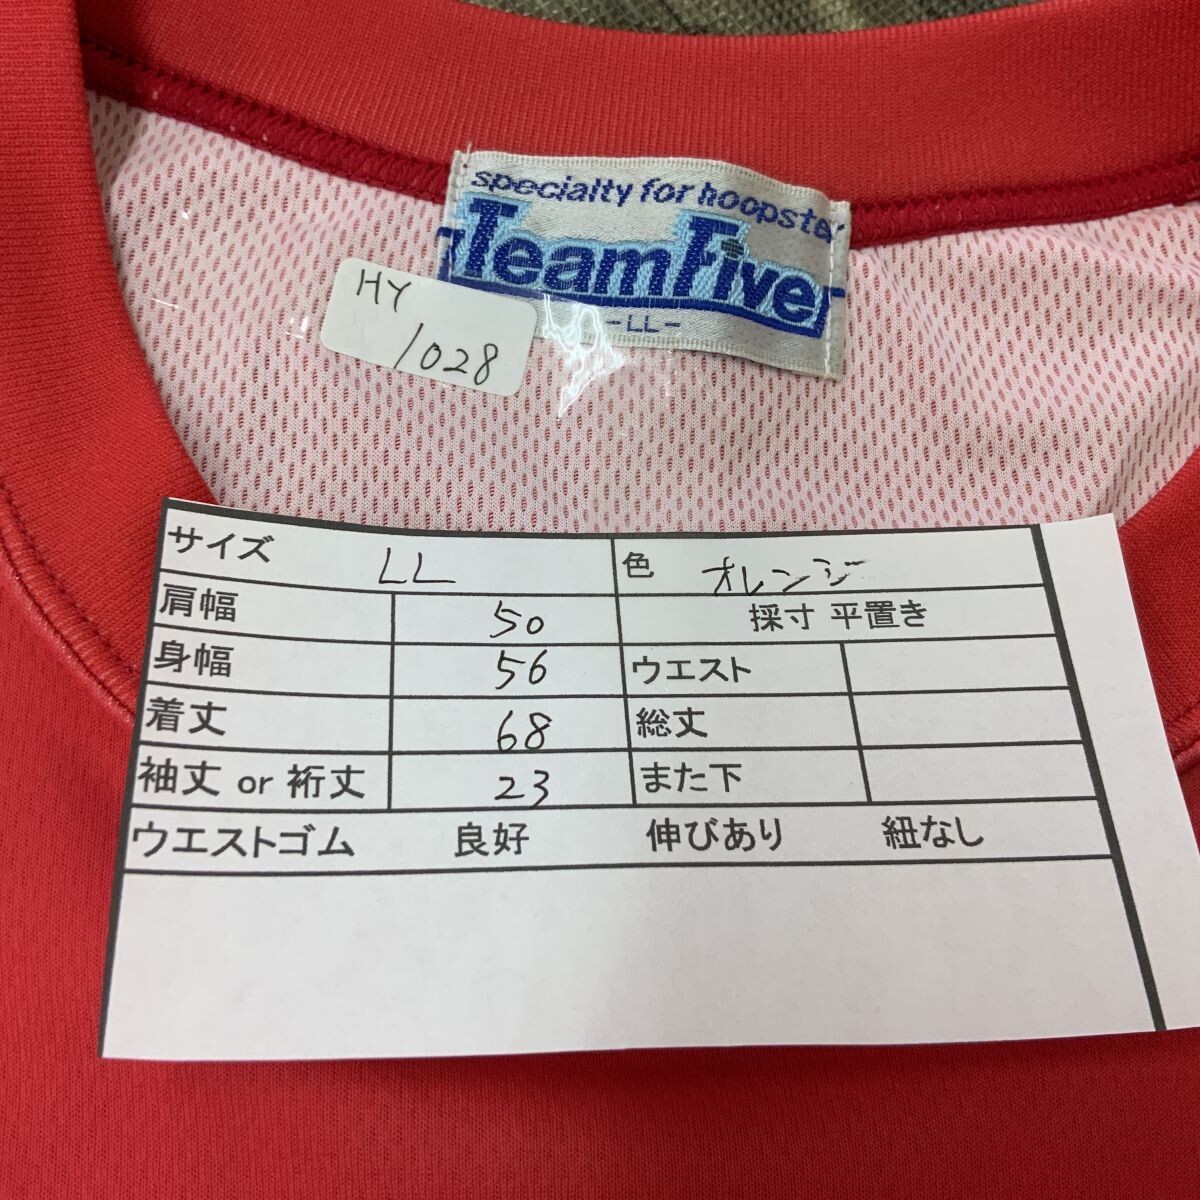 specialty for hoopster
TeamFive
-LL-
HY
/028
サイズ LL 色 オレンジ
肩幅 50 採寸 平置き
身幅 56 ウエスト
着丈 68 総丈
袖丈 or 裄丈 23 また下
ウエストゴム 良好 伸びあり 紐なし